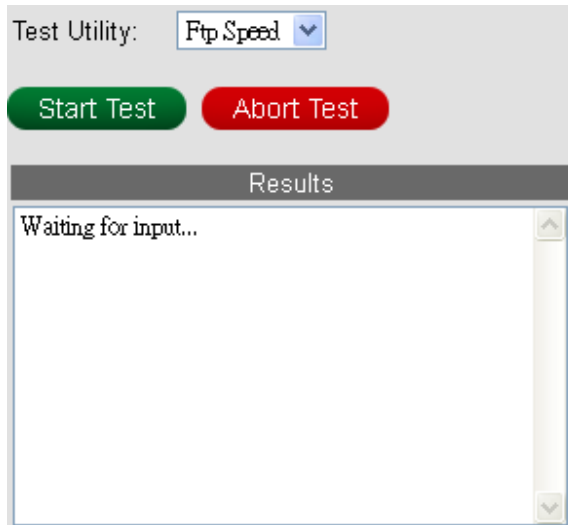 Test Utility: Ftp Speed
Start Test Abort Test
Results
Waiting for input...